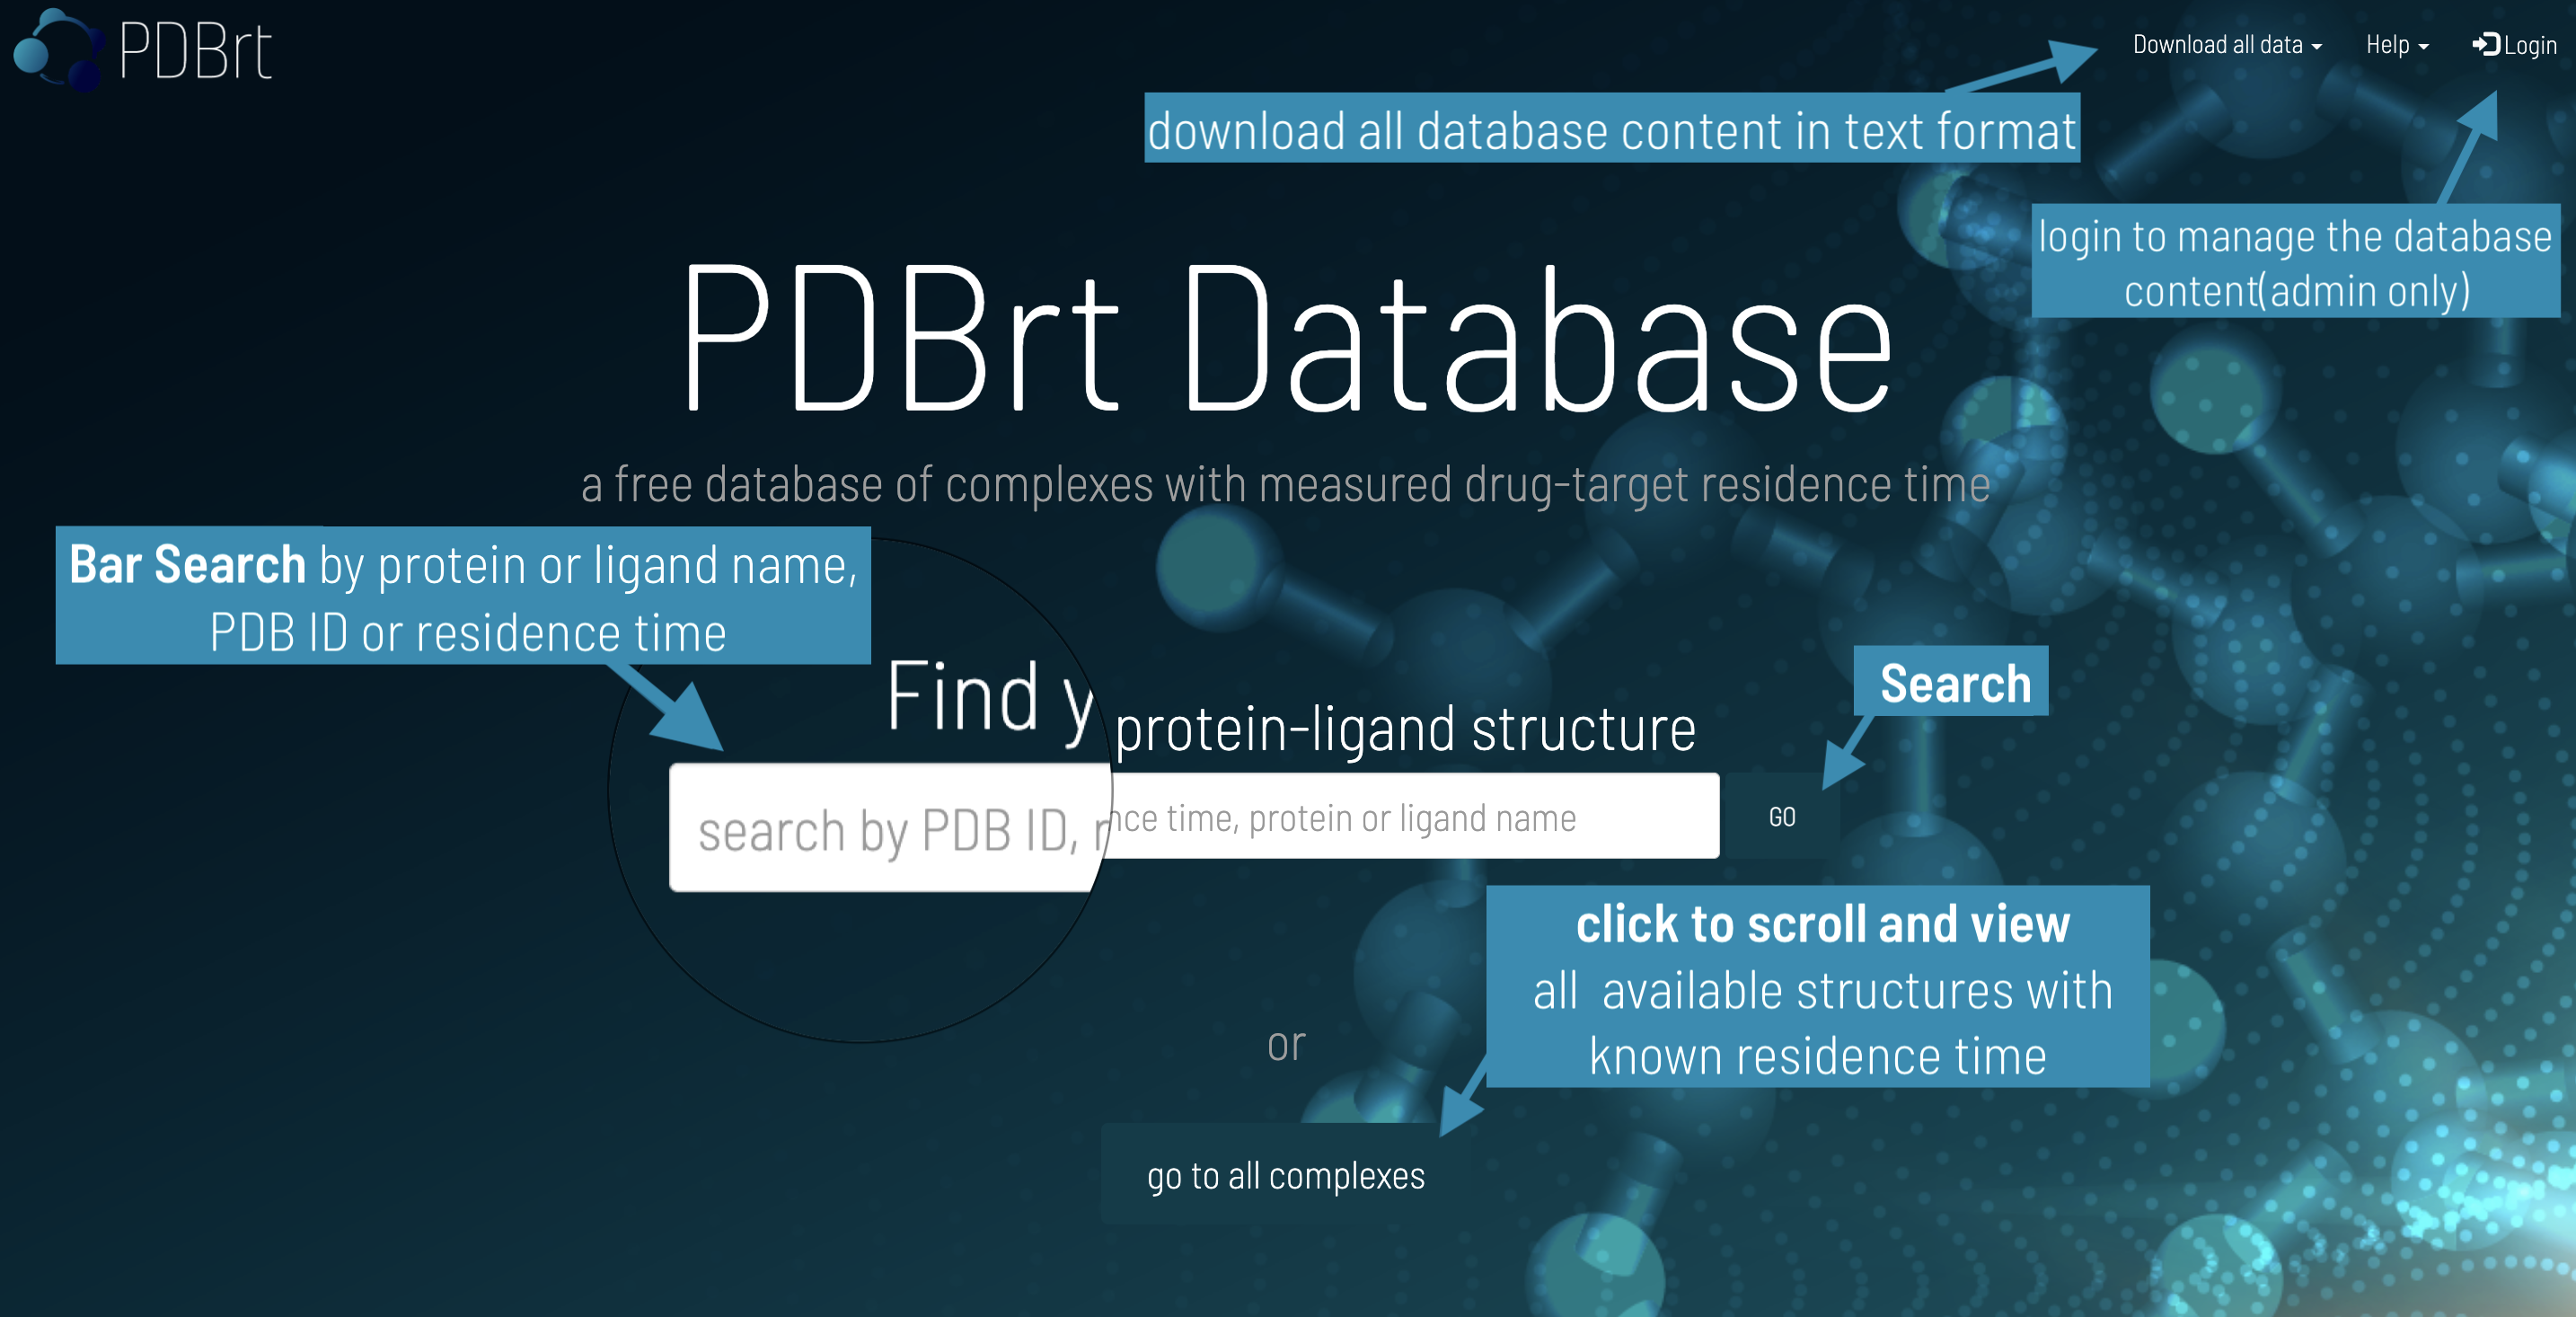 PDBrt
Download all data
Help
Login
download all database content in text format
login to manage the database
content(admin only)
PDBrt Database
a free database of complexes with measured drug-target residence time
Bar Search by protein or ligand name,
PDB ID or residence time
Find y protein-ligand structure
Search
search by PDB ID, nce time, protein or ligand name
GO
click to scroll and view
all available structures with
known residence time
or
go to all complexes